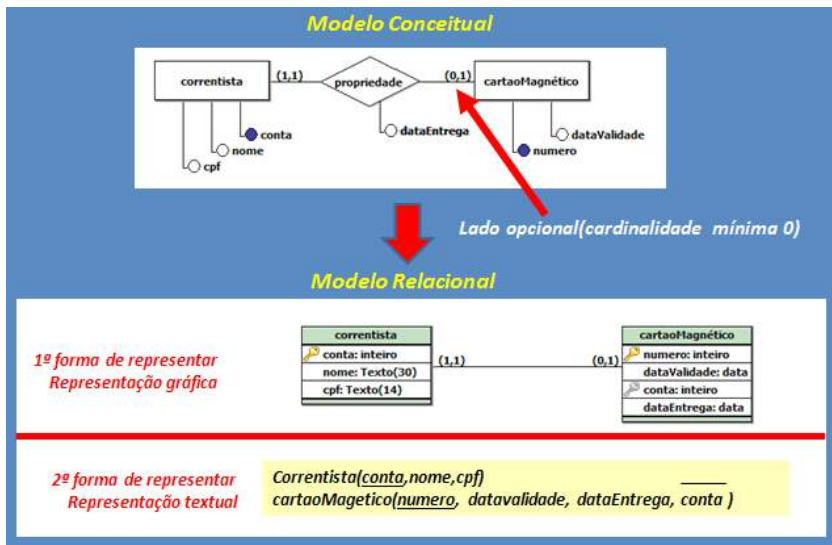 Modelo Conceitual
correntista
(1,1)
propriedade
(0,1)
cartaoMagnético
conta
nome
cpf
dataEntrega
dataValidade
numero
Lado opcional(cardinalidade mínima 0)
Modelo Relacional
1ª forma de representar
Representação gráfica
correntista
conta: inteiro
nome: Texto(30)
cpf: Texto(14)
(1,1)
(0,1)
cartaoMagnético
numero: inteiro
dataValidade: data
conta: inteiro
dataEntrega: data
2ª forma de representar
Representação textual
Correntista(conta,nome,cpf)
cartaoMagetico(numero, datavalidade, dataEntrega, conta )